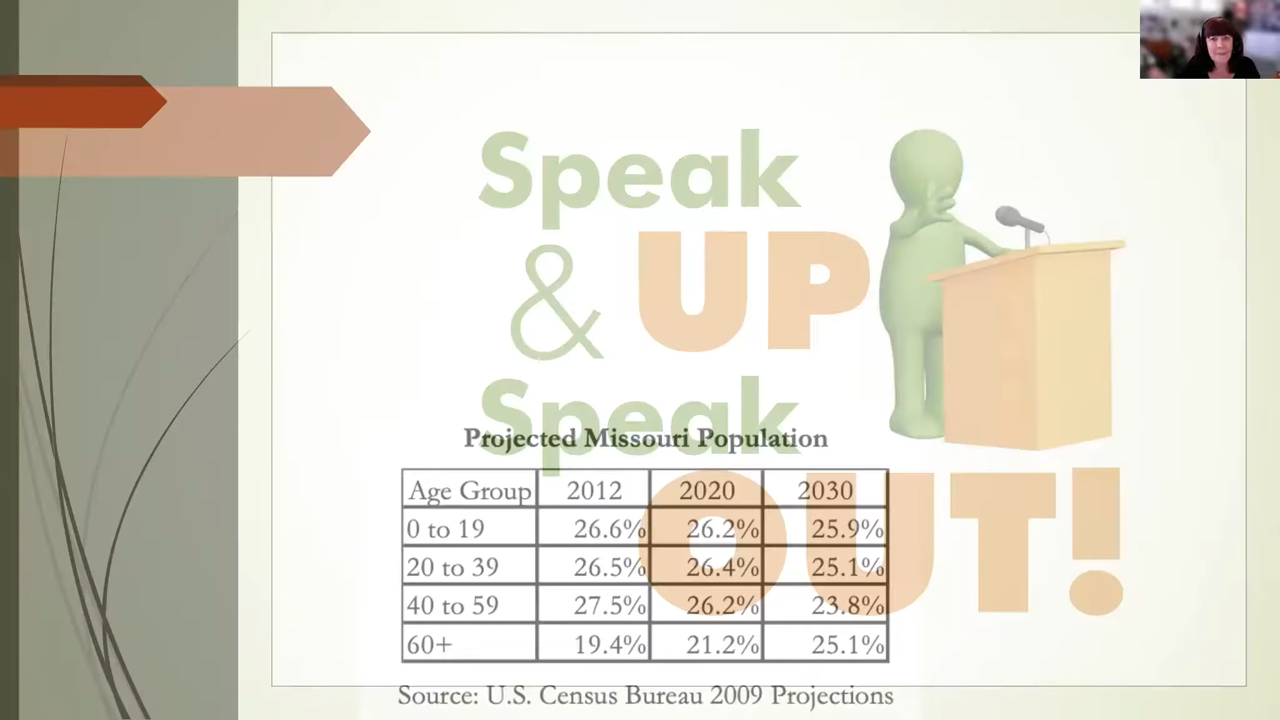 Speak
& UP
Speak
OUT!
Projected Missouri Population
Age Group 2012 2020 2030
0 to 19 26.6% 26.2% 25.9%
20 to 39 26.5% 26.4% 25.1%
40 to 59 27.5% 26.2% 23.8%
60+ 19.4% 21.2% 25.1%
Source: U.S. Census Bureau 2009 Projections